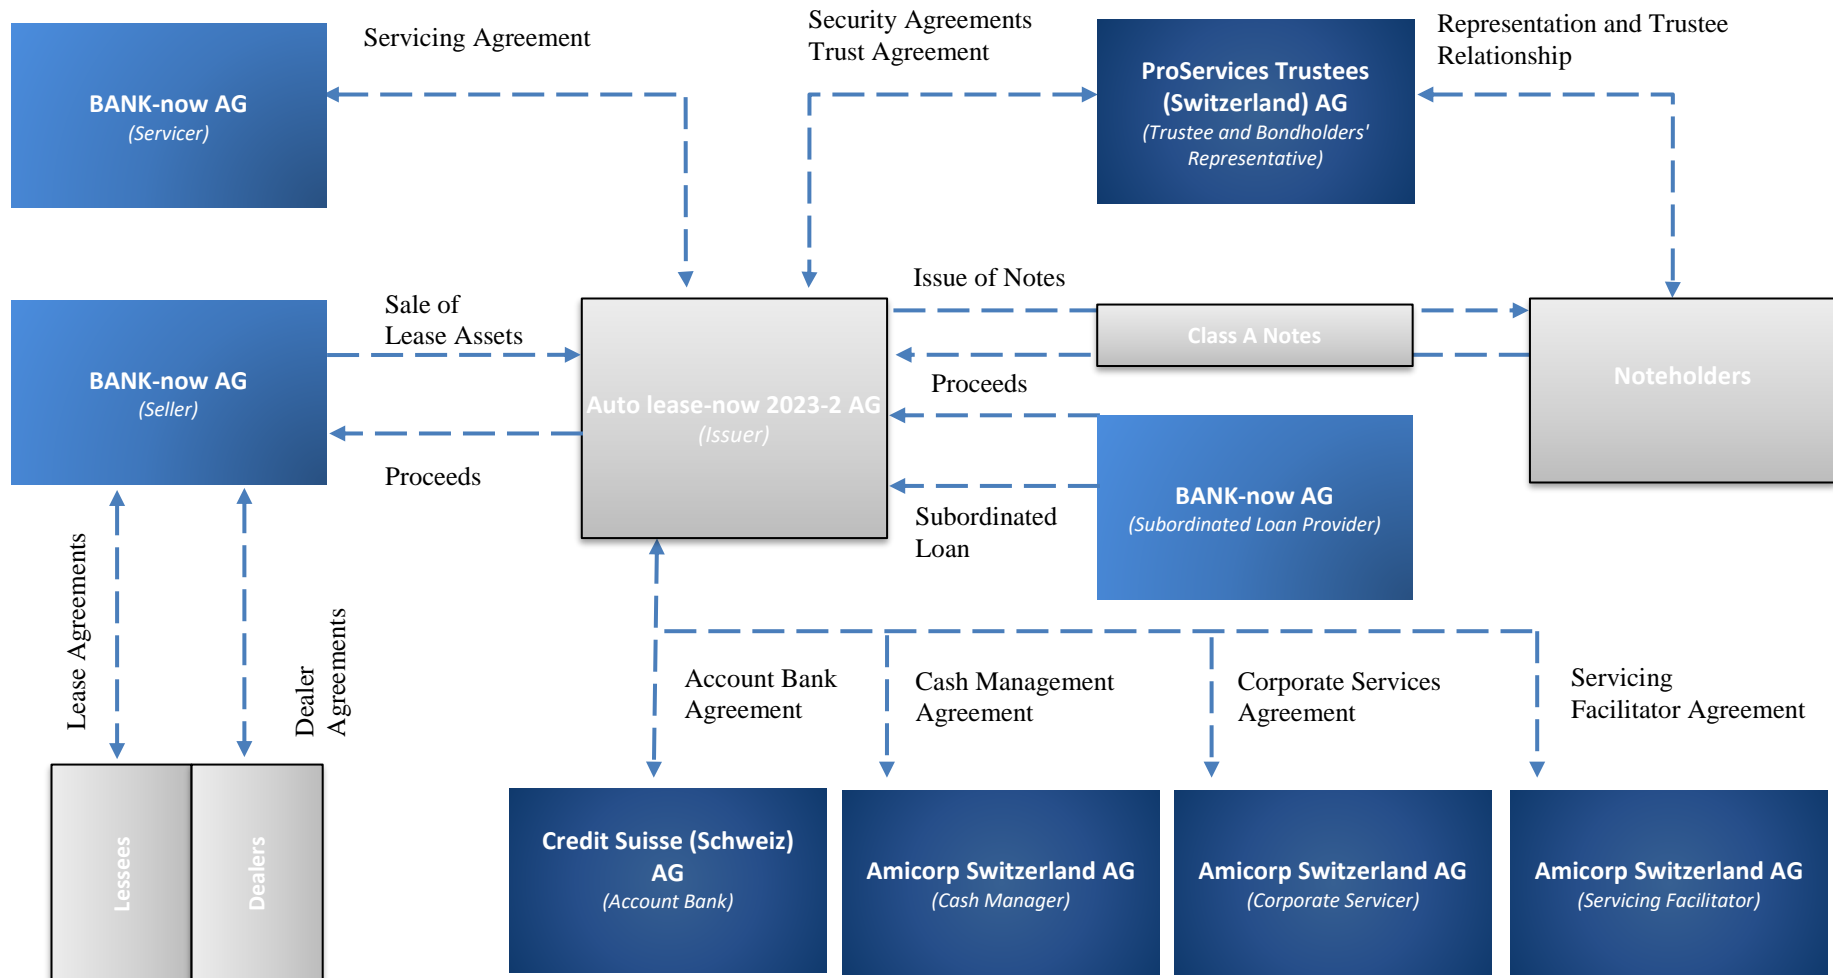 Servicing Agreement
Security Agreements
Trust Agreement
Representation and Trustee
Relationship
BANK-now AG
(Servicer)
ProServices Trustees
(Switzerland) AG
(Trustee and Bondholders'
Representative)
Issue of Notes
Sale of
Lease Assets
Class A Notes
BANK-now AG
(Seller)
Proceeds
Noteholders
Auto lease-now 2023-2 AG
(Issuer)
Proceeds
BANK-now AG
(Subordinated Loan Provider)
Subordinated
Loan
Lease Agreements
Dealer
Agreements
Account Bank
Agreement
Cash Management
Agreement
Corporate Services
Agreement
Servicing
Facilitator Agreement
Lessees
Dealers
Credit Suisse (Schweiz)
AG
(Account Bank)
Amicorp Switzerland AG
(Cash Manager)
Amicorp Switzerland AG
(Corporate Servicer)
Amicorp Switzerland AG
(Servicing Facilitator)